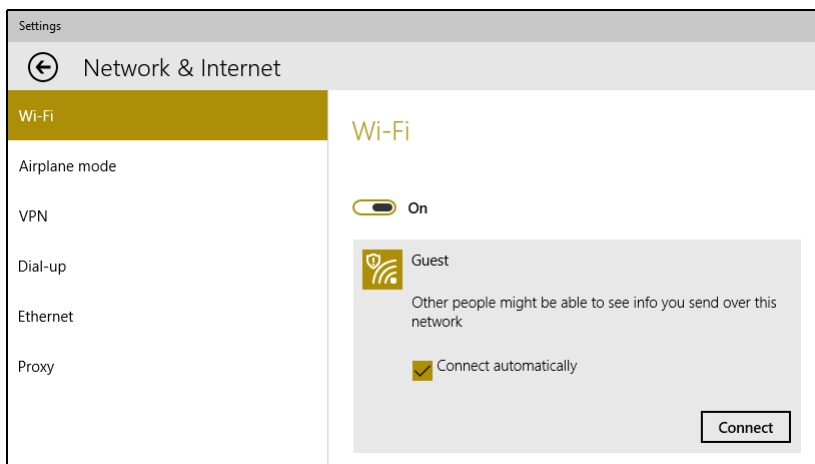 Settings
Network & Internet
Wi-Fi
Airplane mode
VPN
Dial-up
Ethernet
Proxy
Wi-Fi
On
Guest
Other people might be able to see info you send over this
network
Connect automatically
Connect